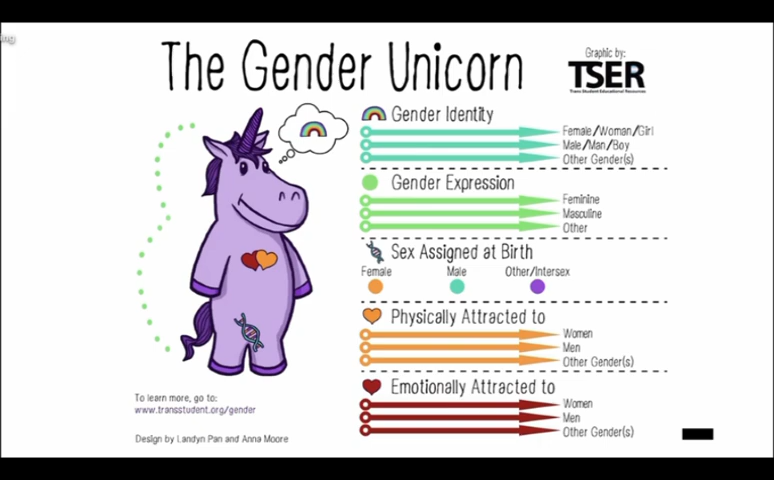 ing
The Gender Unicorn
Graphic by:
TSER
Trans Student Educational Resources
Gender Identity
Female/Woman/Girl
Male/Man/Boy
Other Gender(s)
Gender Expression
Feminine
Masculine
Other
Sex Assigned at Birth
Female Male Other/Intersex
Physically Attracted to
Women
Men
Other Gender(s)
Emotionally Attracted to
Women
Men
Other Gender(s)
To learn more, go to:
www.transstudent.org/gender
Design by Landyn Pan and Anna Moore